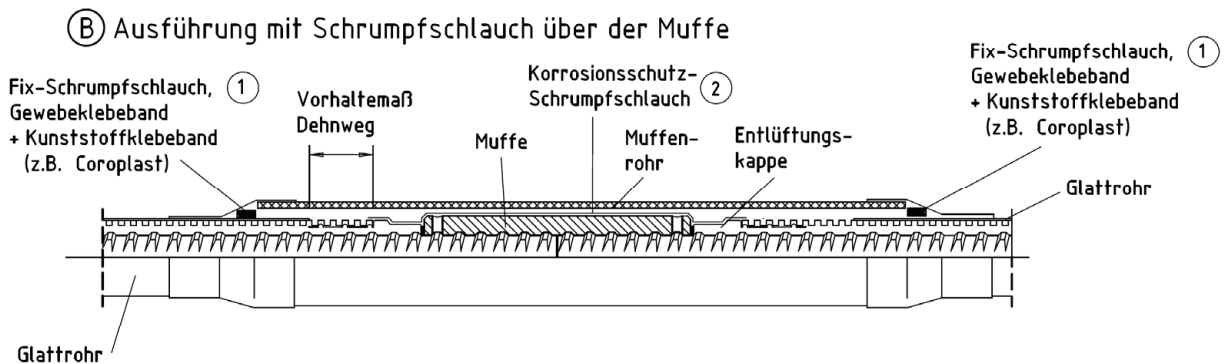 B Ausführung mit Schrumpfschlauch über der Muffe
Fix-Schrumpfschlauch, 1
Gewebeklebeband
+ Kunststoffklebeband
(z.B. Coroplast)
Vorhaltemaß
Dehnweg
Korrosionsschutz-
Schrumpfschlauch 2
Muffe
Muffen-
rohr
Entlüftungs-
kappe
Fix-Schrumpfschlauch, 1
Gewebeklebeband
+ Kunststoffklebeband
(z.B. Coroplast)
Glattrohr
Glattrohr